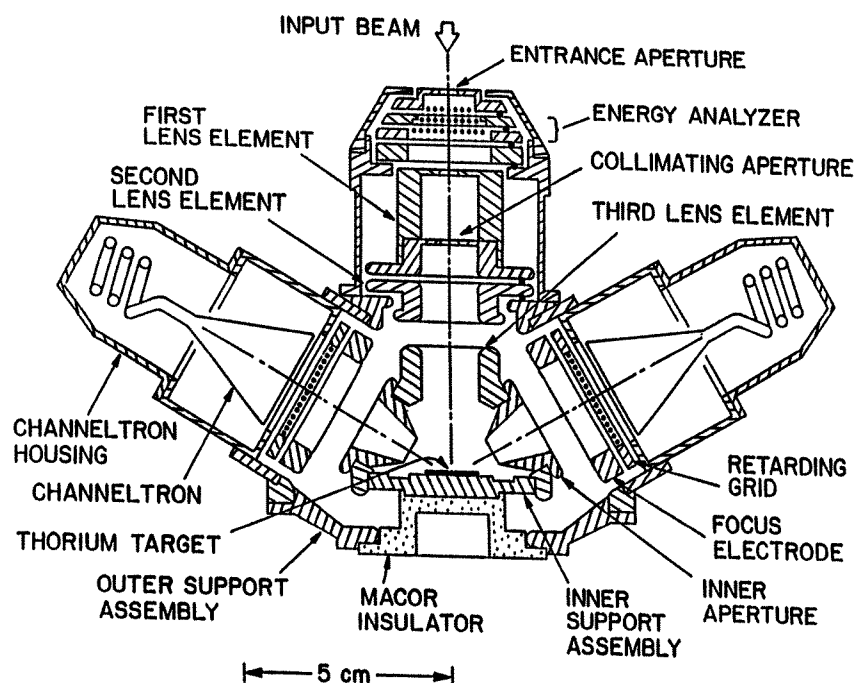 INPUT BEAM
ENTRANCE APERTURE
FIRST
LENS ELEMENT
ENERGY ANALYZER
COLLIMATING APERTURE
SECOND
LENS ELEMENT
THIRD LENS ELEMENT
CHANNELTRON
HOUSING
CHANNELTRON
THORIUM TARGET
OUTER SUPPORT
ASSEMBLY
MACOR
INSULATOR
INNER
SUPPORT
ASSEMBLY
RETARDING
GRID
FOCUS
ELECTRODE
INNER
APERTURE
5 cm